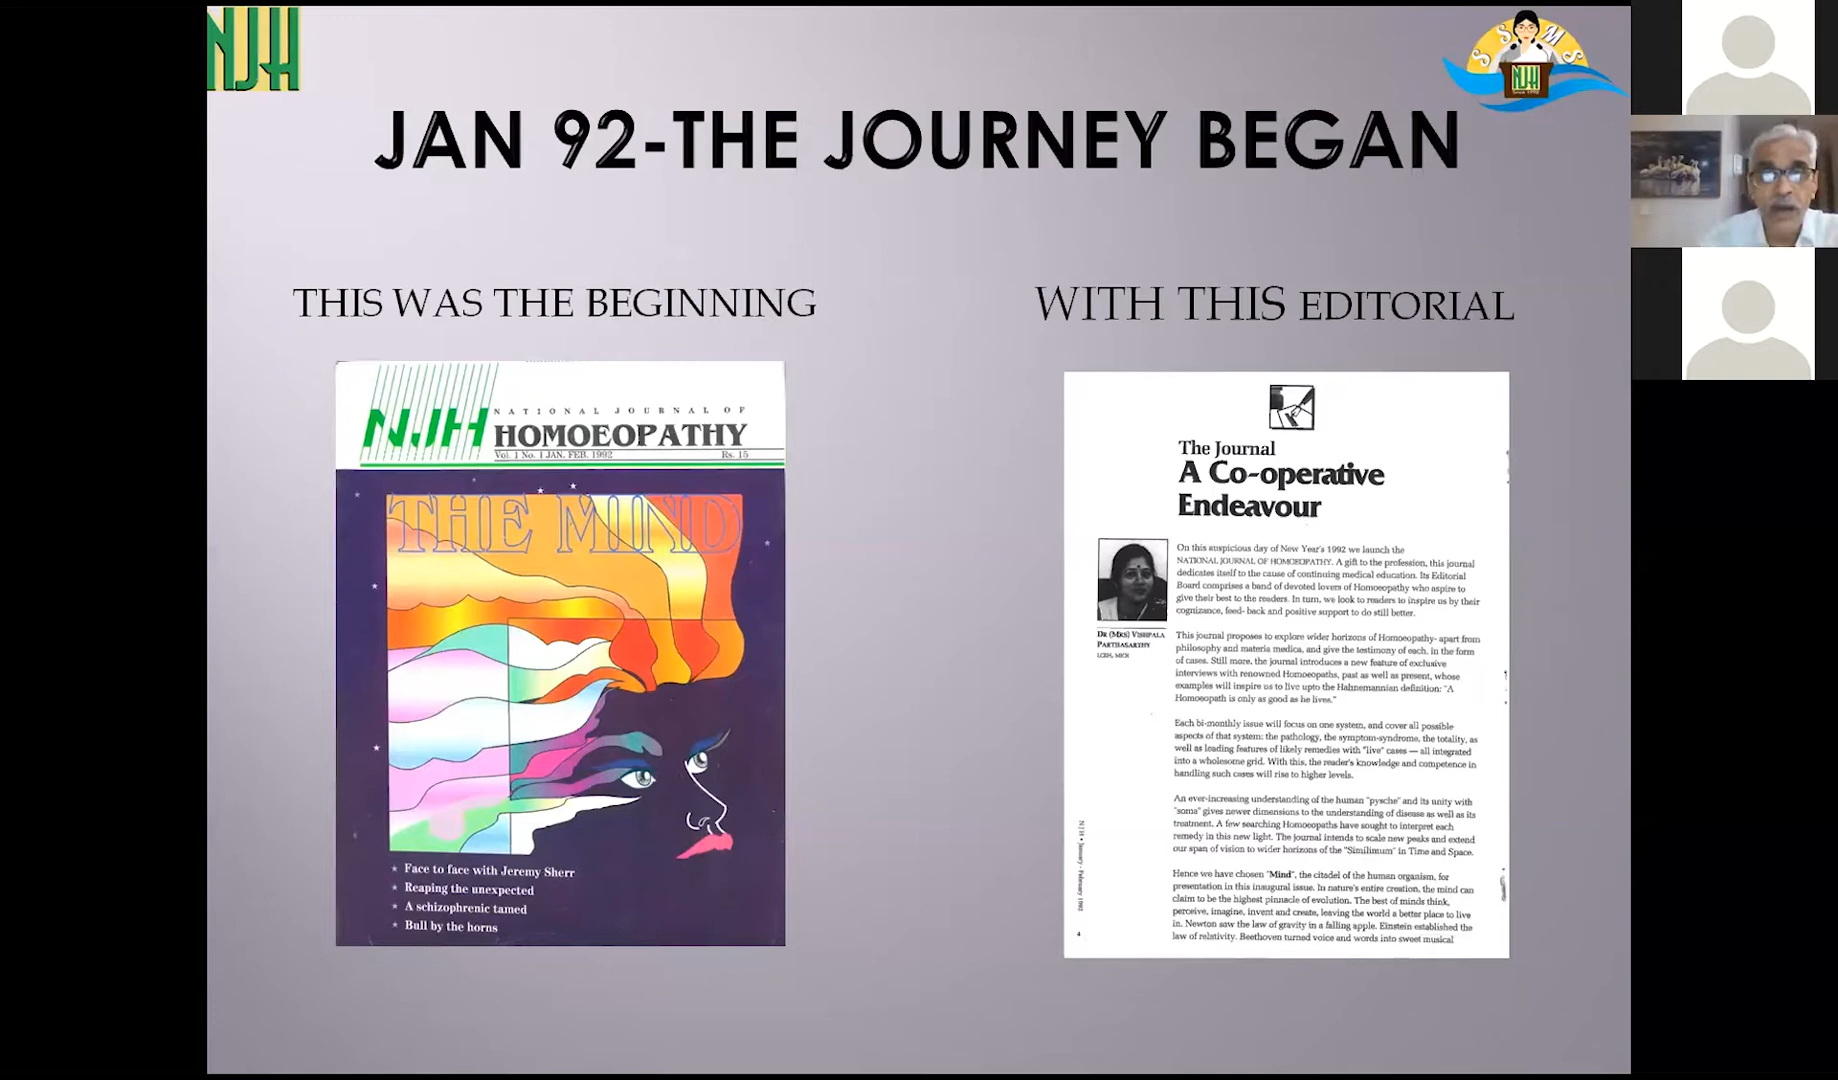 NJH
SSMS
NJH
Since 1992
JAN 92-THE JOURNEY BEGAN
THIS WAS THE BEGINNING
NJH NATIONAL JOURNAL OF
HOMOEOPATHY
Vol. 1 No. 1 JAN. FEB. 1992 Rs. 15
THE MIND
* Face to face with Jeremy Sherr
* Reaping the unexpected
* A schizophrenic tamed
* Bull by the horns
WITH THIS EDITORIAL
The Journal
A Co-operative
Endeavour
DR (MRS) VISHPALA
PARTHASARTHY
LCEH, MICR
On this auspicious day of New Year's 1992 we launch the
NATIONAL JOURNAL OF HOMOEOPATHY. A gift to the profession, this journal
dedicates itself to the cause of continuing medical education. Its Editorial
Board comprises a band of devoted lovers of Homoeopathy who aspire to
give their best to the readers. In turn, we look to readers to inspire us by their
cognizance, feed- back and positive support to do still better.
This journal proposes to explore wider horizons of Homoeopathy- apart from
philosophy and materia medica, and give the testimony of each, in the form
of cases. Still more, the journal introduces a new feature of exclusive
interviews with renowned Homoeopaths, past as well as present, whose
examples will inspire us to live upto the Hahnemannian definition: "A
Homoeopath is only as good as he lives."
Each bi-monthly issue will focus on one system, and cover all possible
aspects of that system: the pathology, the symptom-syndrome, the totality, as
well as leading features of likely remedies with "live" cases — all integrated
into a wholesome grid. With this, the reader's knowledge and competence in
handling such cases will rise to higher levels.
An ever-increasing understanding of the human "pysche" and its unity with
"soma" gives newer dimensions to the understanding of disease as well as its
treatment. A few searching Homoeopaths have sought to interpret each
remedy in this new light. The journal intends to scale new peaks and extend
our span of vision to wider horizons of the "Similimum" in Time and Space.
Hence we have chosen "Mind", the citadel of the human organism, for
presentation in this inaugural issue. In nature's entire creation, the mind can
claim to be the highest pinnacle of evolution. The best of minds think,
perceive, imagine, invent and create, leaving the world a better place to live
in. Newton saw the law of gravity in a falling apple. Einstein established the
law of relativity. Beethoven turned voice and words into sweet musical
NJH • January - February 1992
4